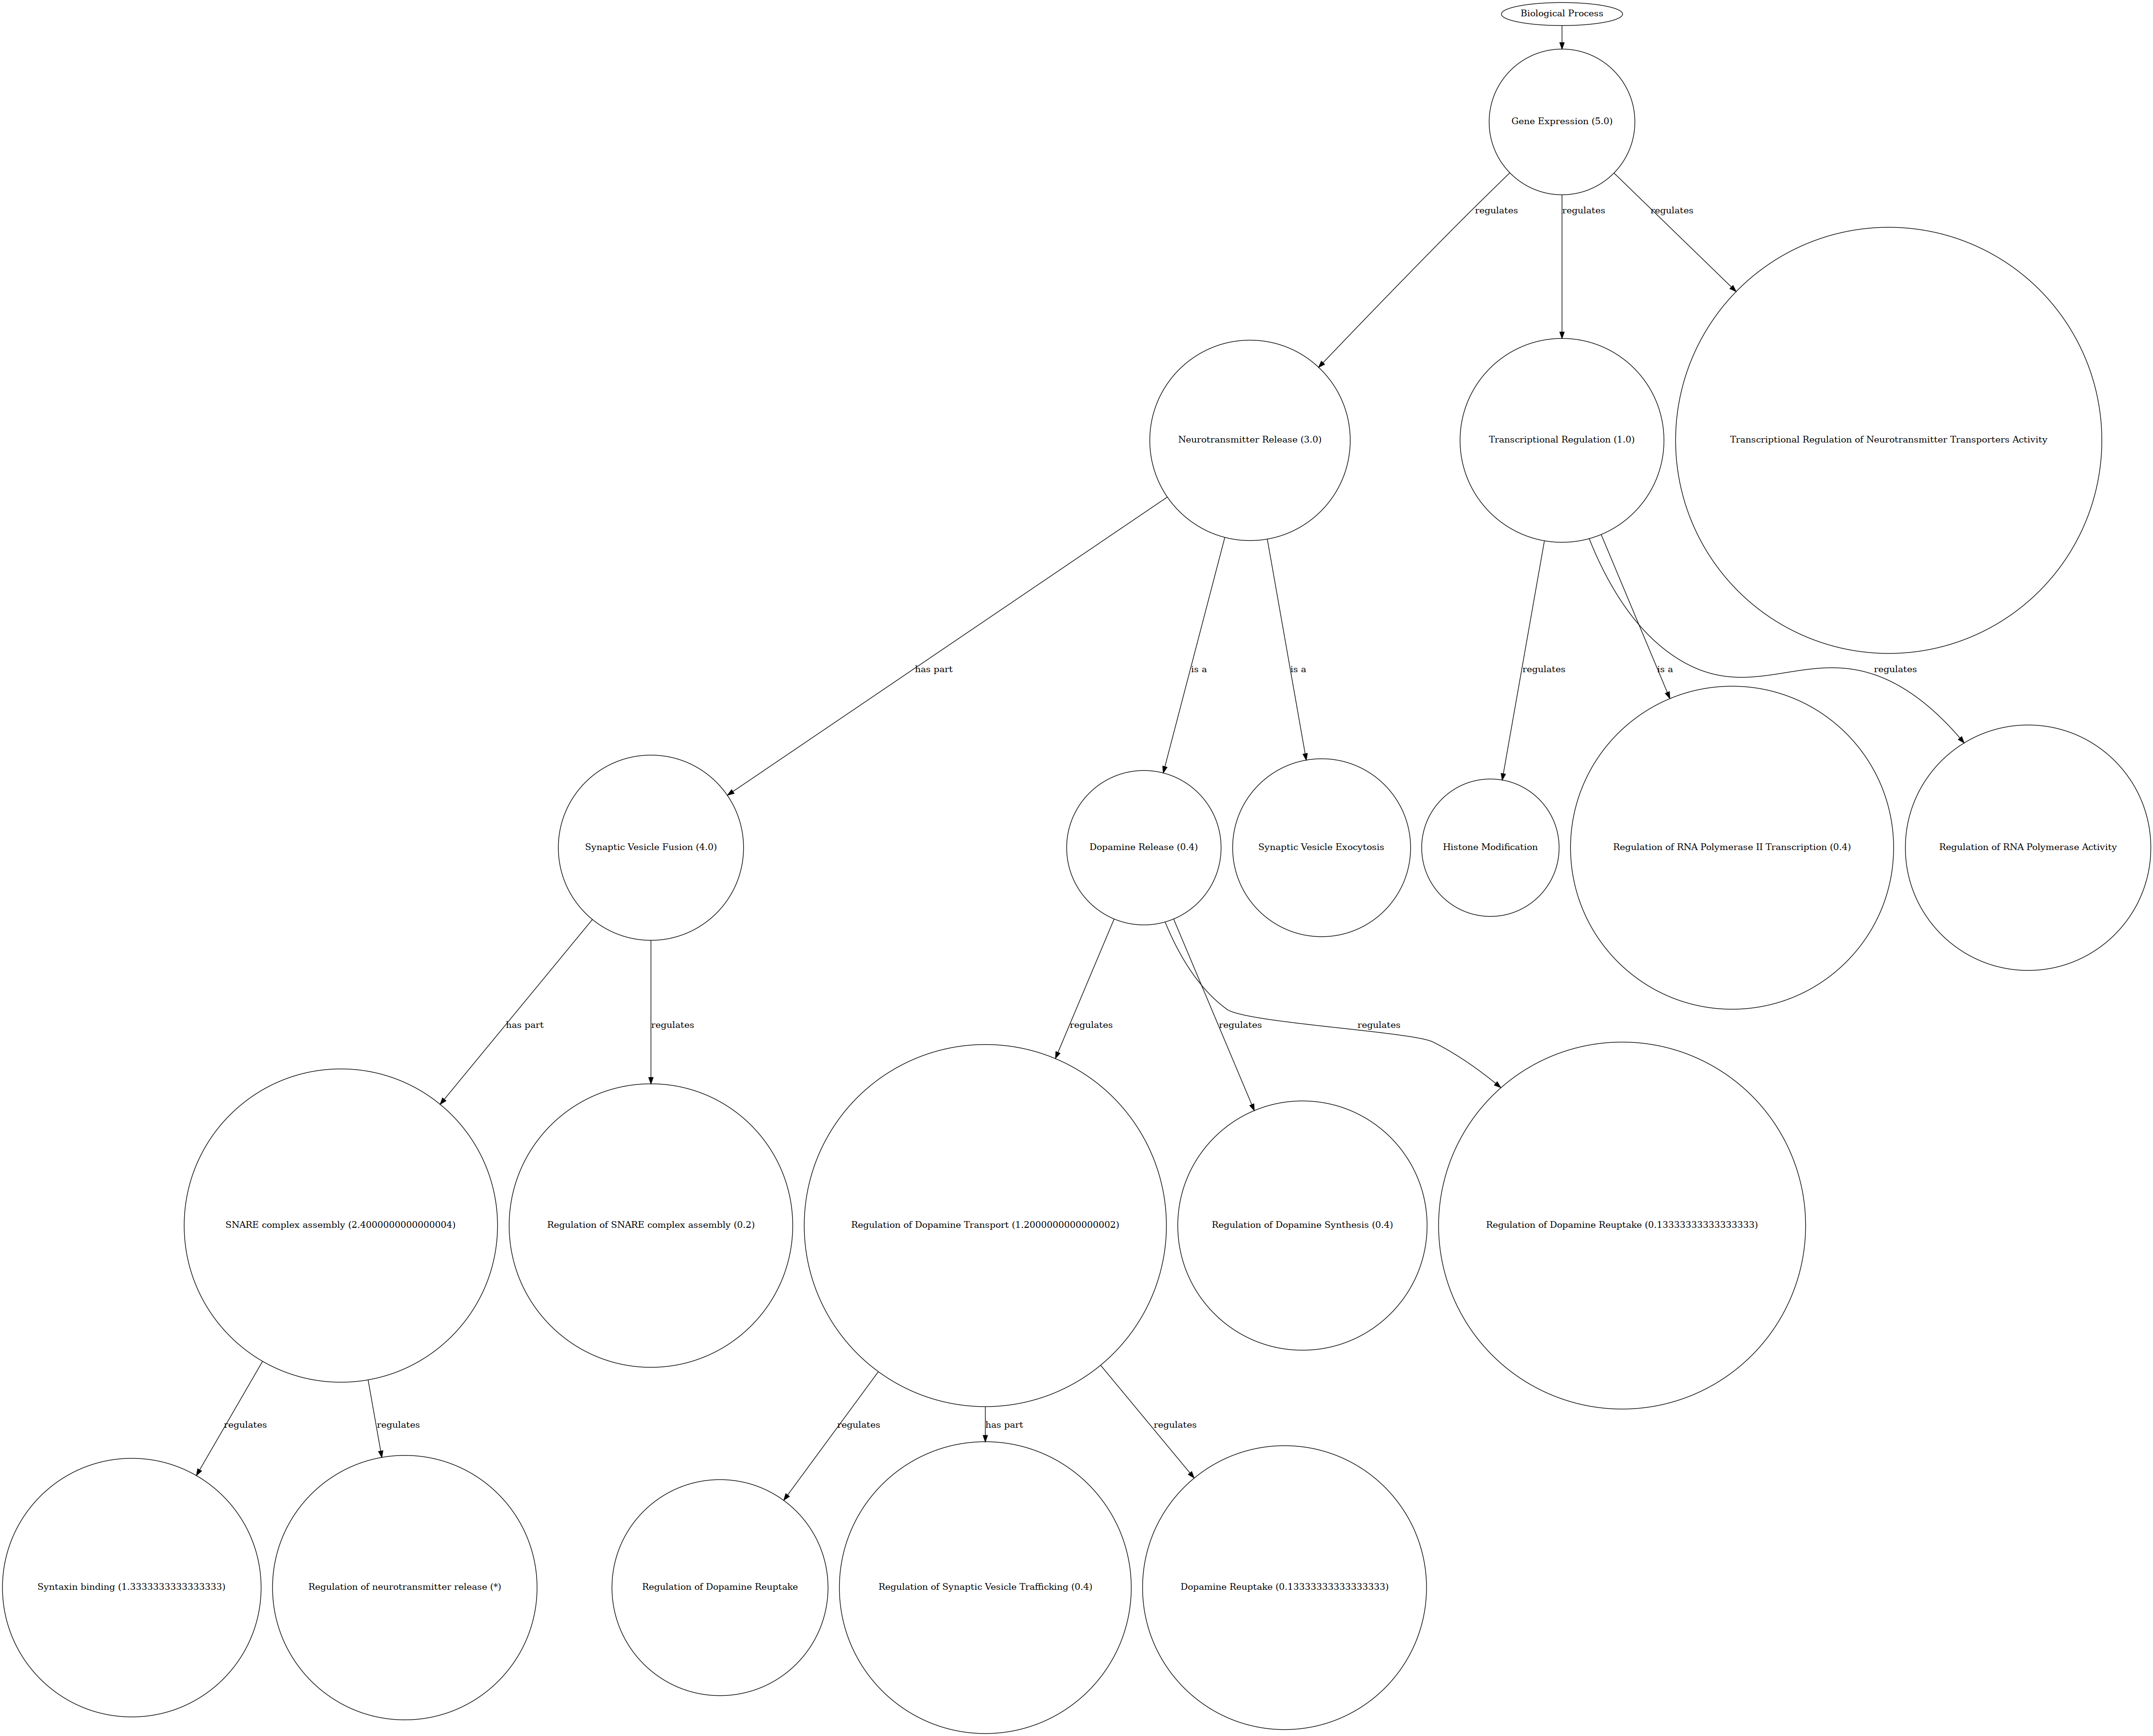 Biological Process
Gene Expression (5.0)
regulates
regulates
regulates
Neurotransmitter Release (3.0)
Transcriptional Regulation (1.0)
Transcriptional Regulation of Neurotransmitter Transporters Activity
has part
is a
is a
regulates
is a
regulates
Synaptic Vesicle Fusion (4.0)
Dopamine Release (0.4)
Synaptic Vesicle Exocytosis
Histone Modification
Regulation of RNA Polymerase II Transcription (0.4)
Regulation of RNA Polymerase Activity
has part
regulates
regulates
regulates
regulates
SNARE complex assembly (2.4000000000000004)
Regulation of SNARE complex assembly (0.2)
Regulation of Dopamine Transport (1.2000000000000002)
Regulation of Dopamine Synthesis (0.4)
Regulation of Dopamine Reuptake (0.13333333333333333)
regulates
regulates
regulates
has part
regulates
Syntaxin binding (1.3333333333333333)
Regulation of neurotransmitter release (*)
Regulation of Dopamine Reuptake
Regulation of Synaptic Vesicle Trafficking (0.4)
Dopamine Reuptake (0.13333333333333333)